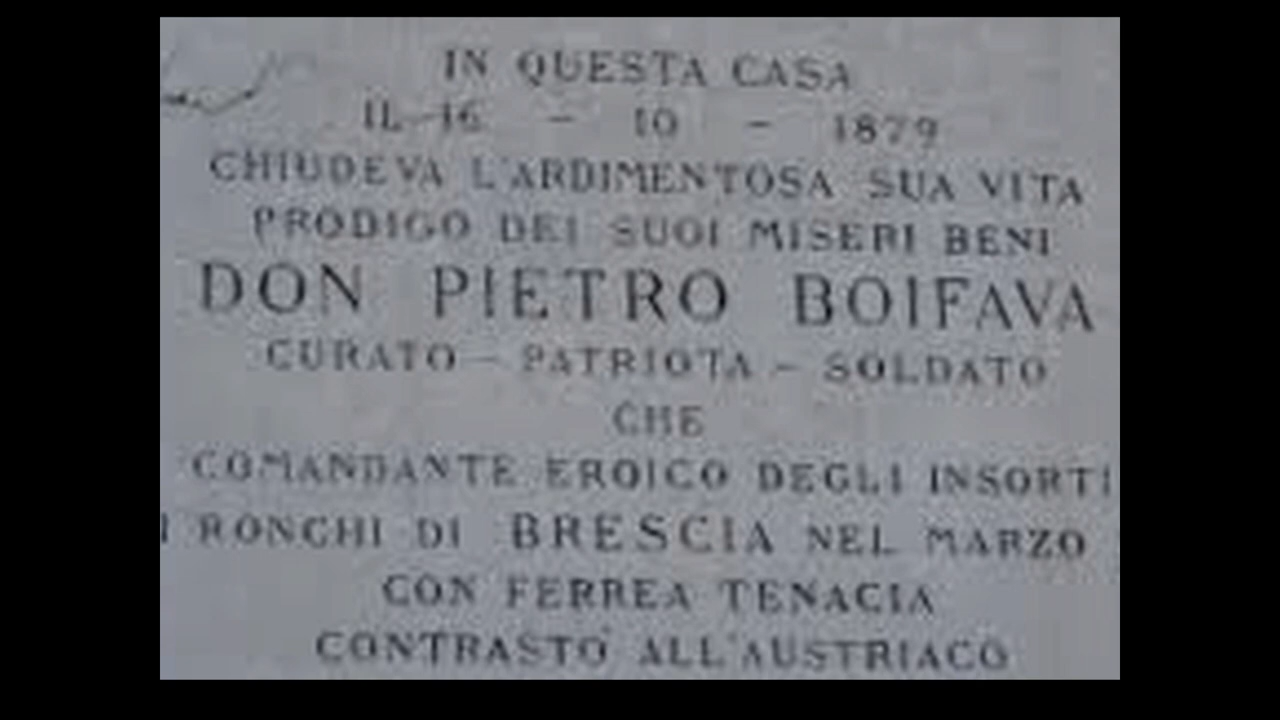 IN QUESTA CASA
IL 16 - 10 - 1879
CHIUDEVA L'ARDIMENTOSA SUA VITA
PRODIGO DEI SUOI MISERI BENI
DON PIETRO BOIFAVA
CURATO - PATRIOTA - SOLDATO
CHE
COMANDANTE EROICO DEGLI INSORTI
RONCHI DI BRESCIA NEL MARZO
CON FERREA TENACIA
CONTRASTÒ ALL'AUSTRIACO